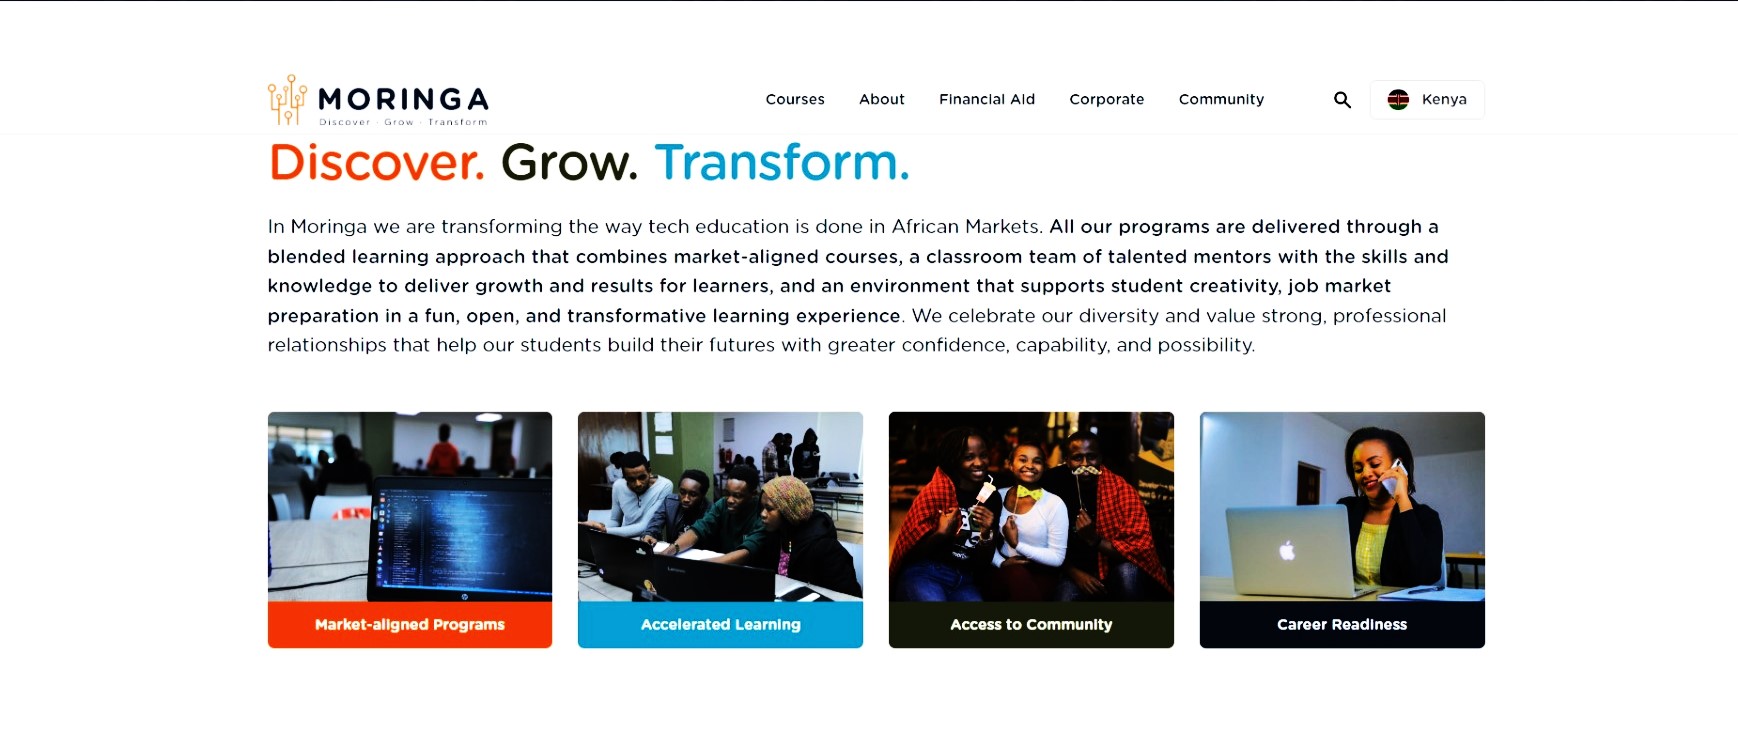 MORINGA
Discover · Grow · Transform
Courses
About
Financial Aid
Corporate
Community
Kenya
Discover. Grow. Transform.
In Moringa we are transforming the way tech education is done in African Markets. All our programs are delivered through a
blended learning approach that combines market-aligned courses, a classroom team of talented mentors with the skills and
knowledge to deliver growth and results for learners, and an environment that supports student creativity, job market
preparation in a fun, open, and transformative learning experience. We celebrate our diversity and value strong, professional
relationships that help our students build their futures with greater confidence, capability, and possibility.
Market-aligned Programs
Accelerated Learning
Access to Community
Career Readiness